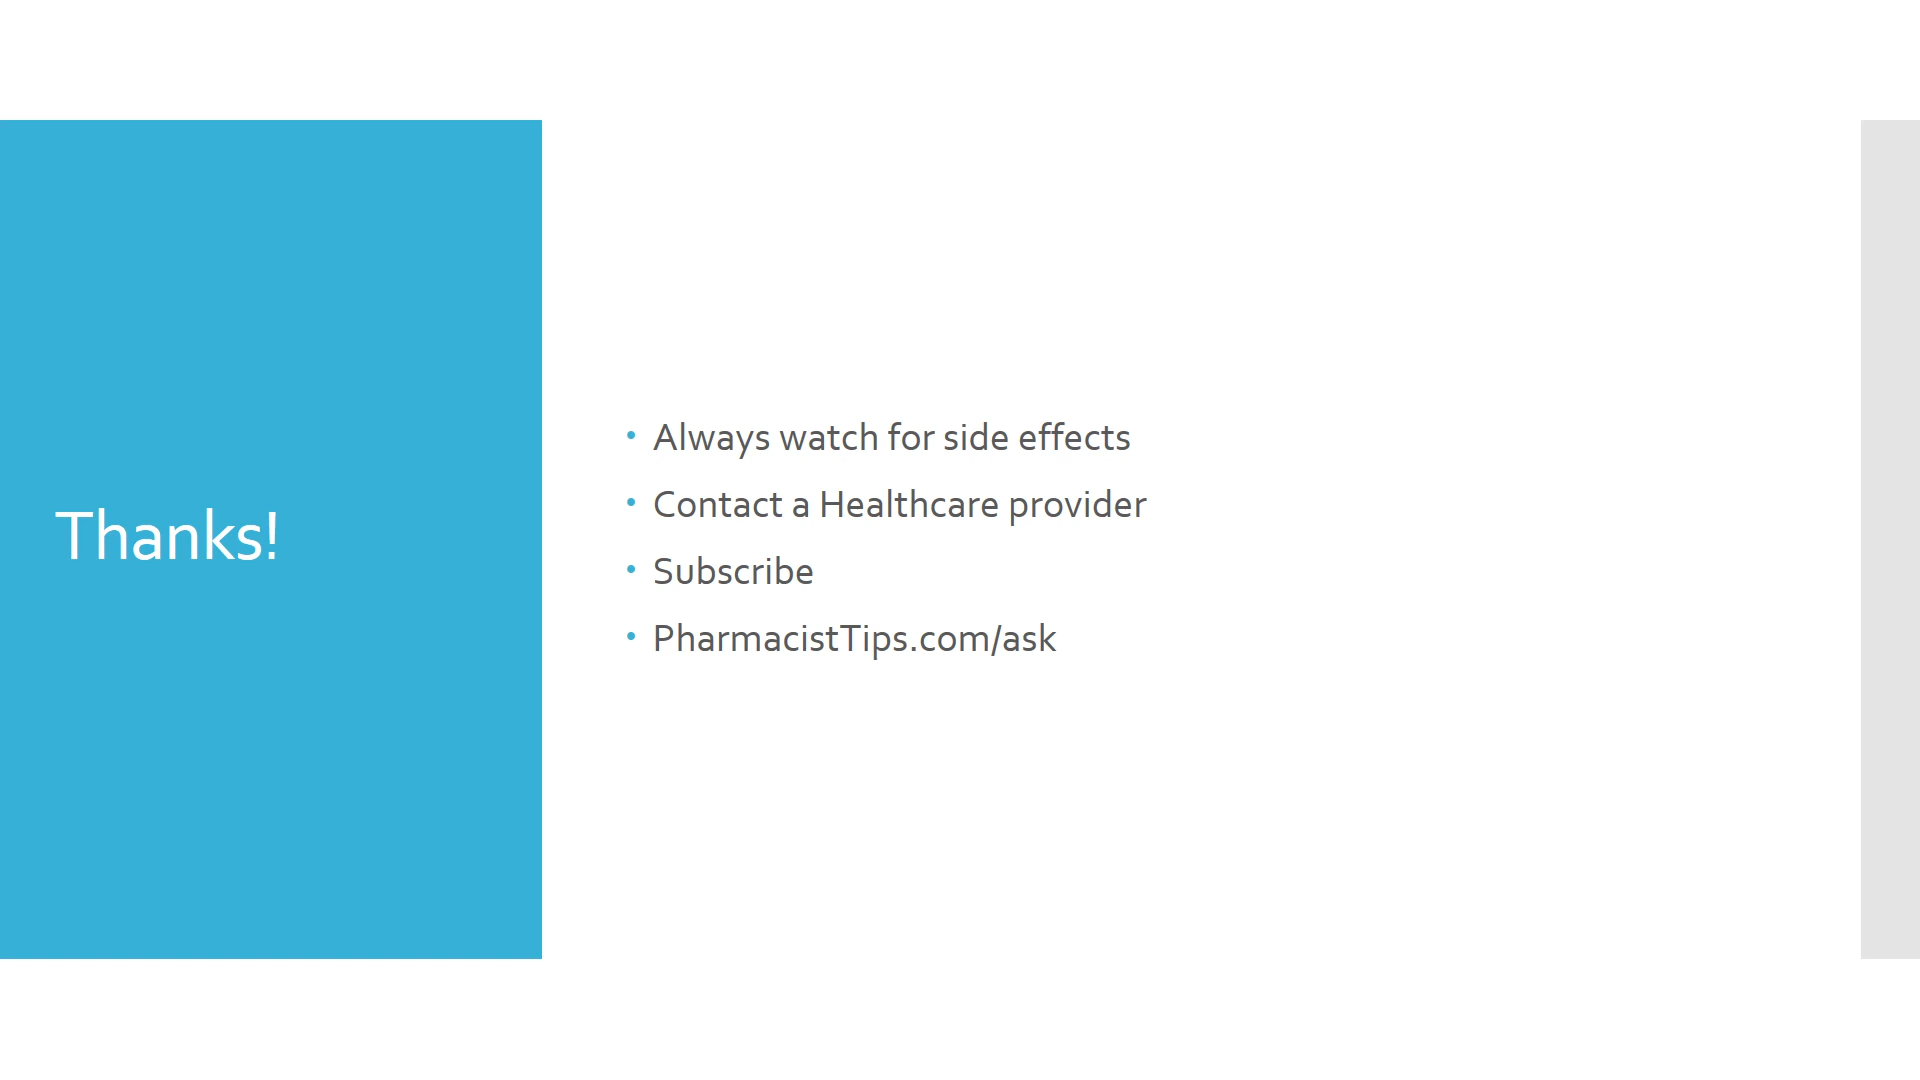 Thanks!
• Always watch for side effects
• Contact a Healthcare provider
• Subscribe
• PharmacistTips.com/ask